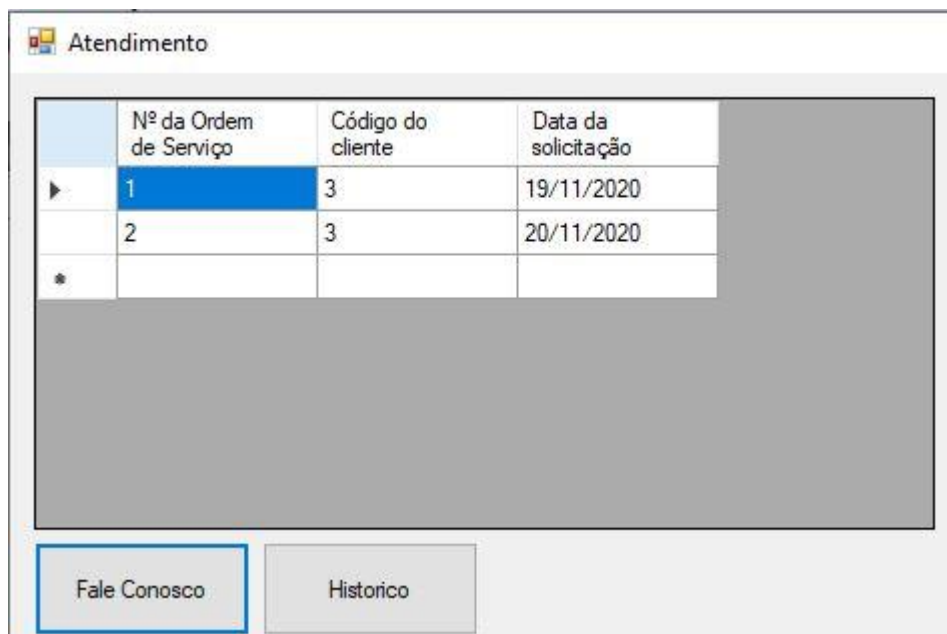 Atendimento
Nº da Ordem Código do Data da
de Serviço cliente solicitação
1 3 19/11/2020
2 3 20/11/2020
Fale Conosco Historico